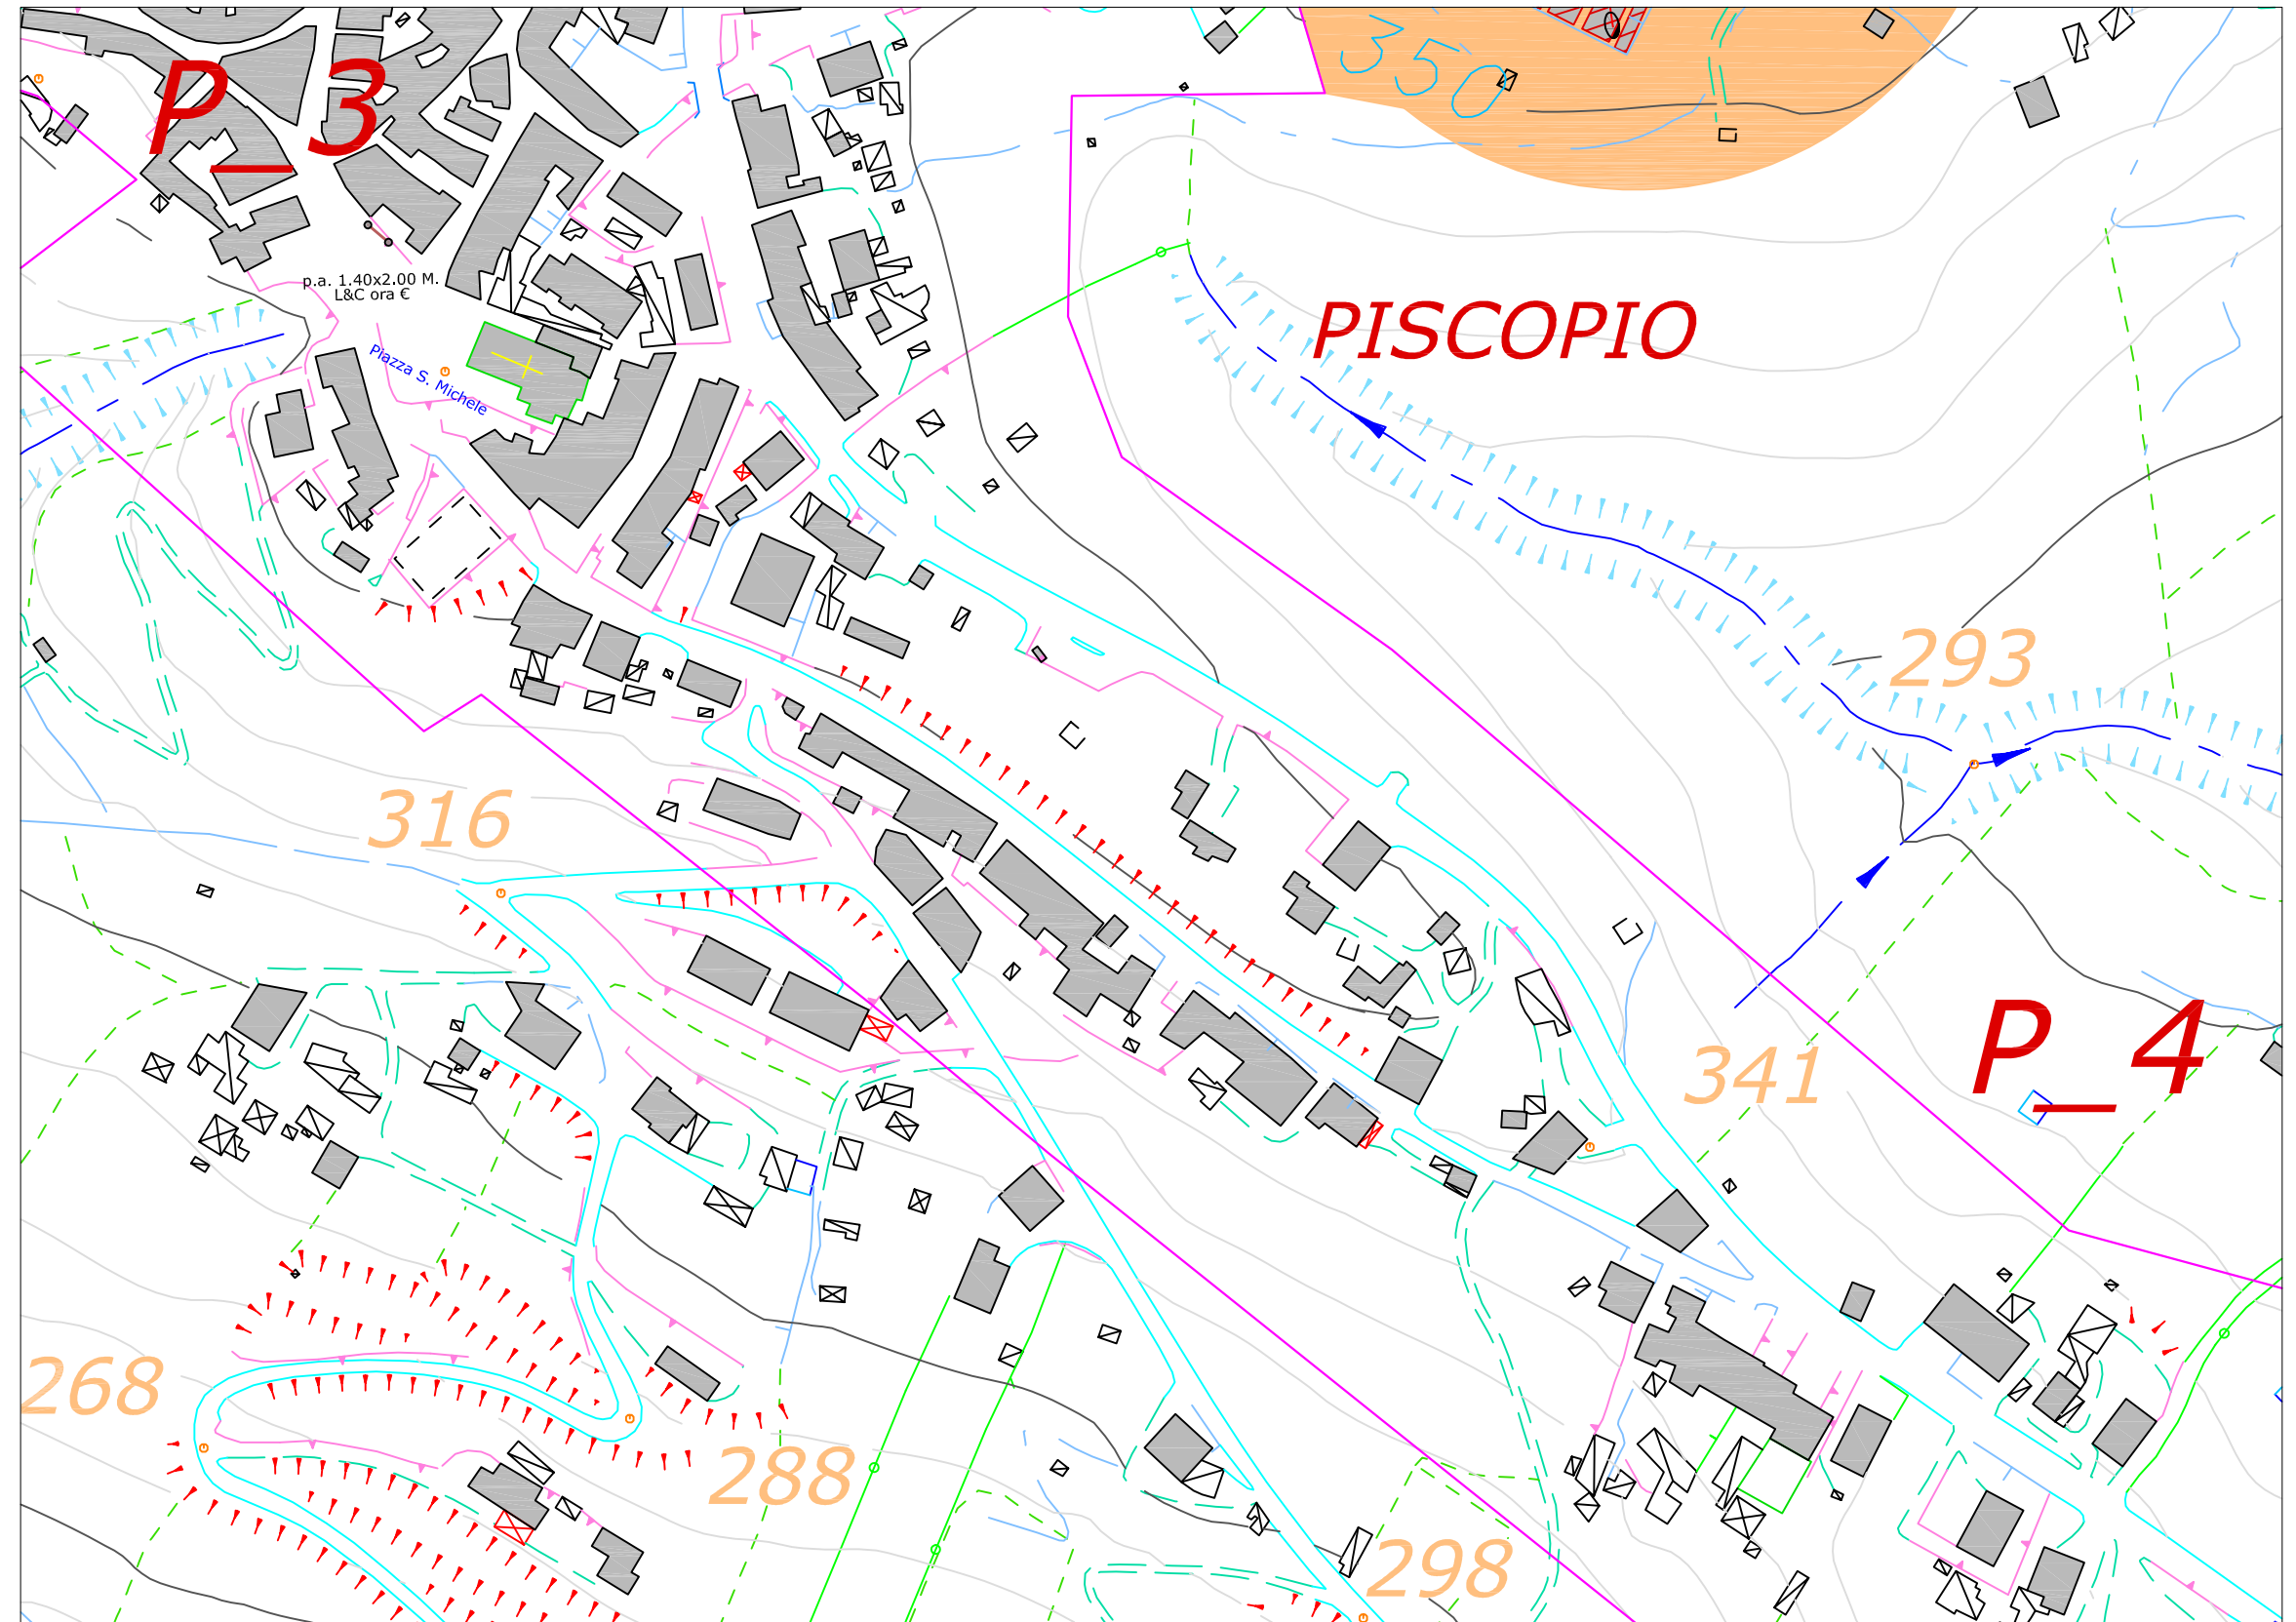 350
P_3
p.a. 1.40x2.00 M.
L&C ora €
PISCOPIO
Piazza S. Michele
293
316
P_4
341
268
288
298